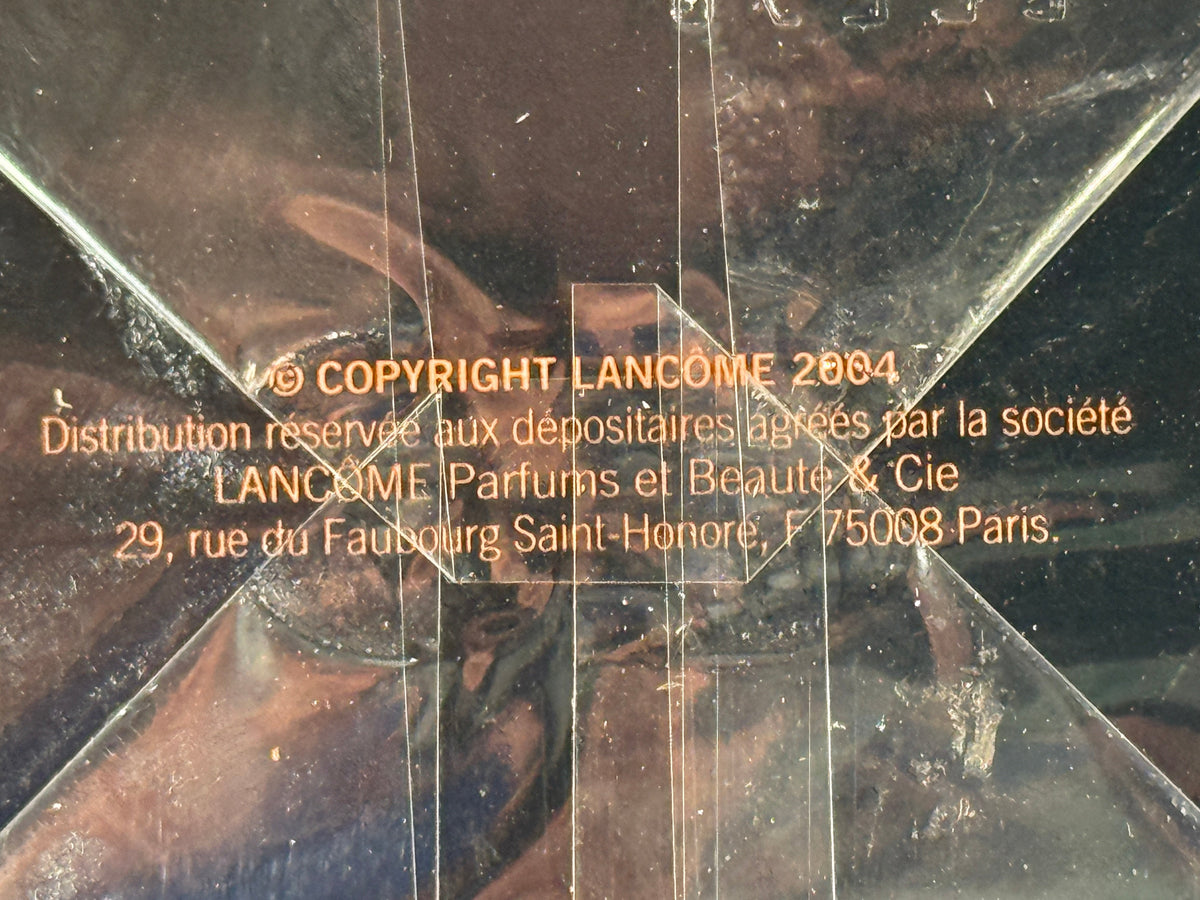 © COPYRIGHT LANCÔME 2004
Distribution réservée aux dépositaires agréés par la société
LANCÔME Parfums et Beauté & Cie
29, rue du Faubourg Saint-Honoré, F 75008 Paris.